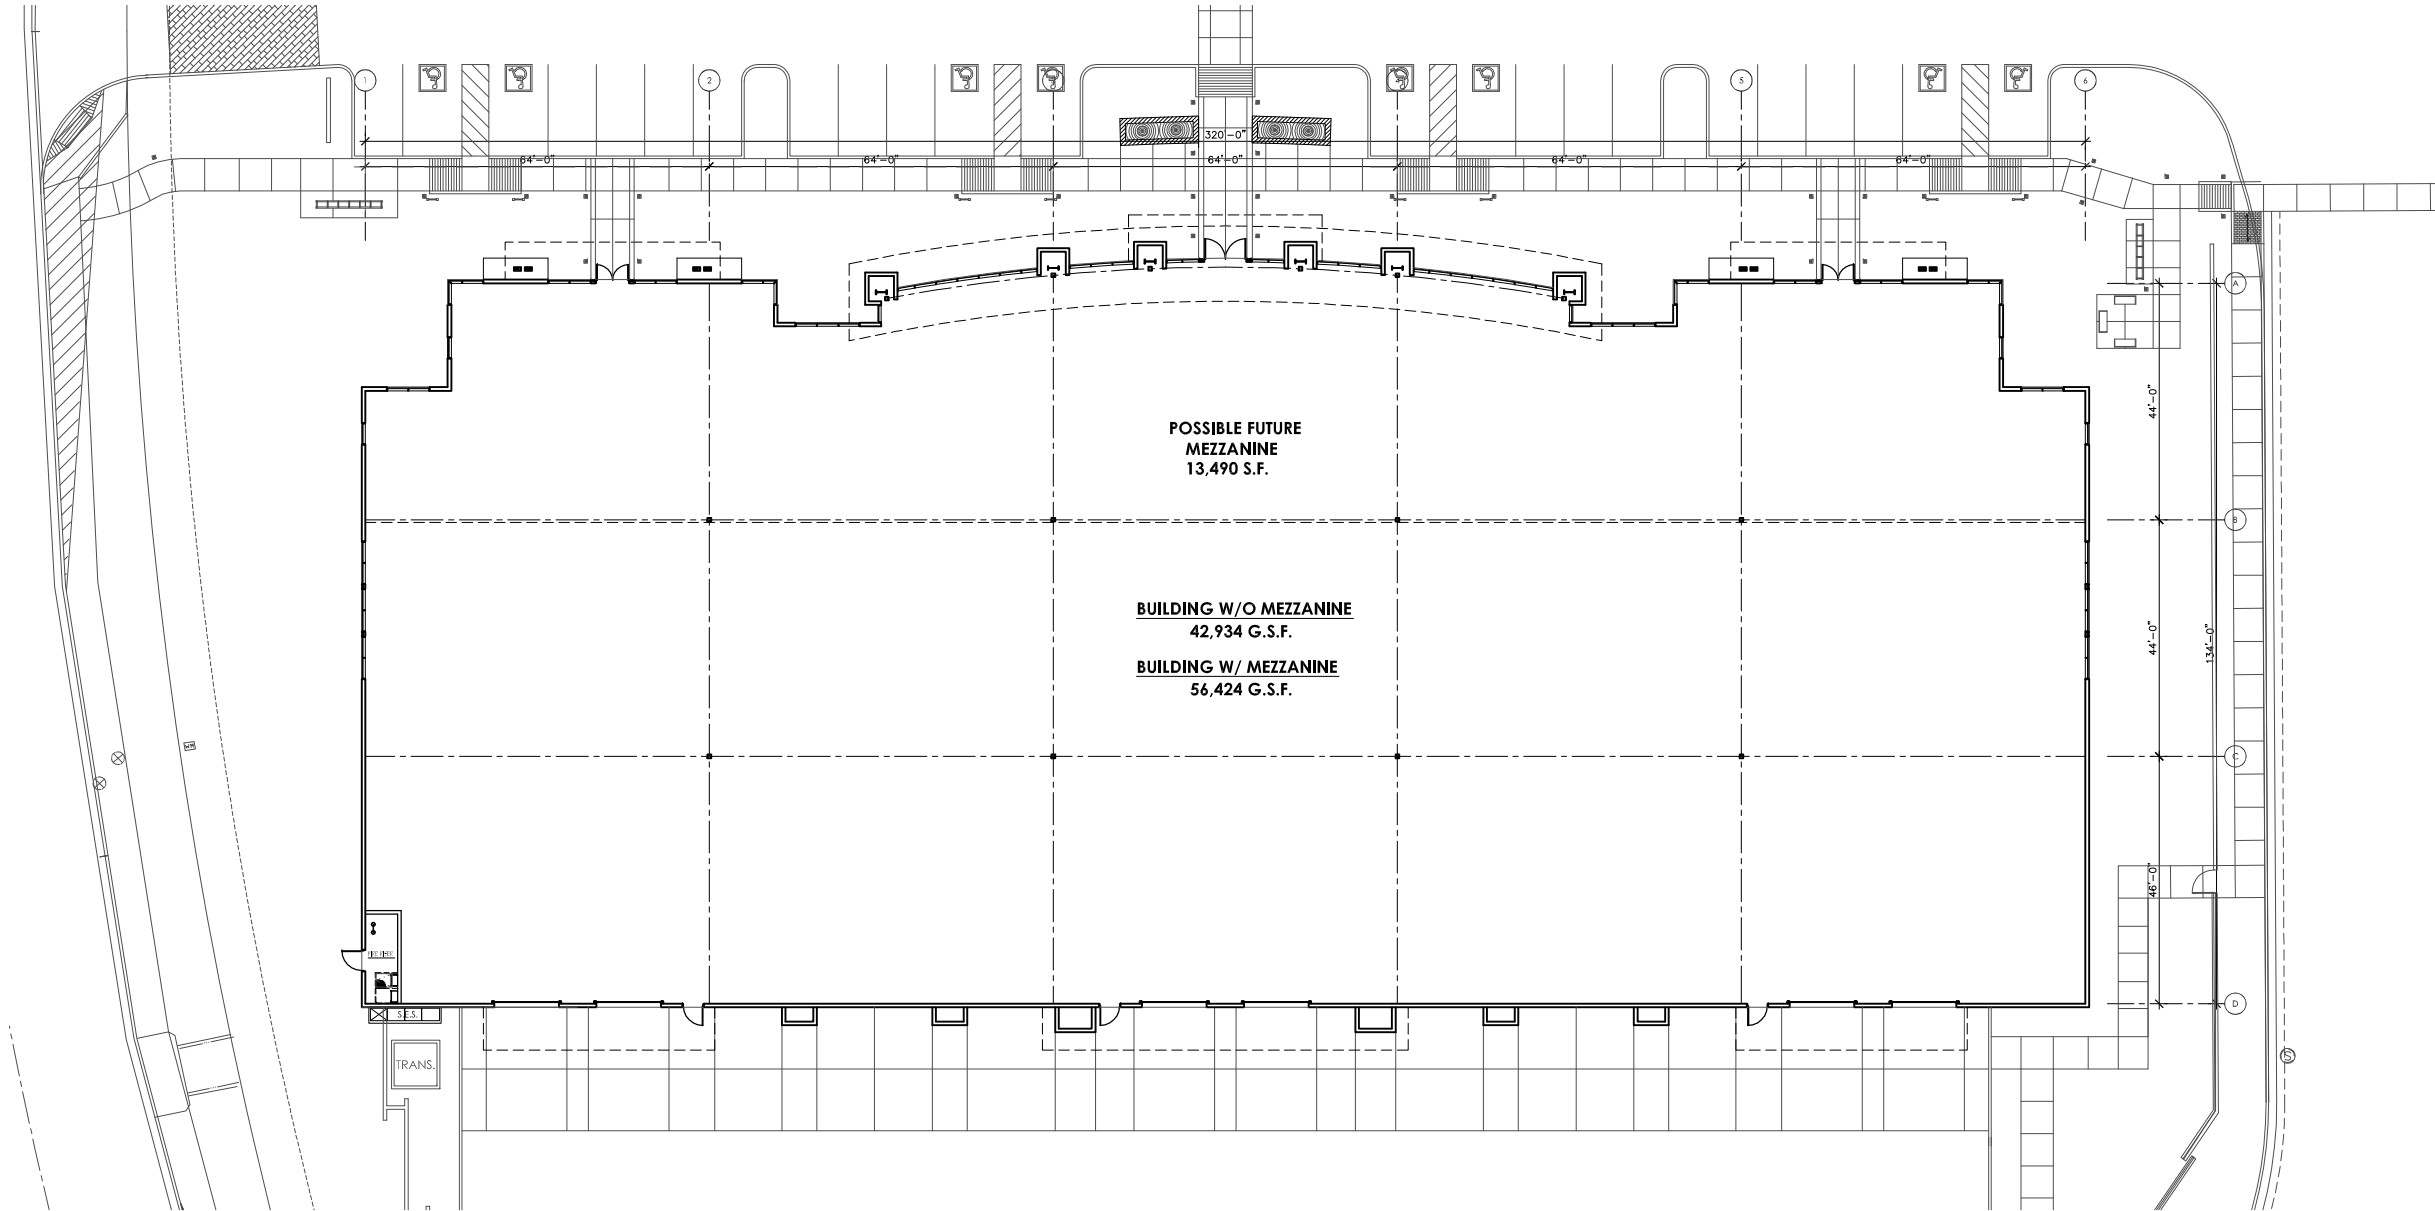 1
2
5
6
320'-0"
64'-0"
64'-0"
64'-0"
64'-0"
64'-0"
A
44'-0"
POSSIBLE FUTURE
MEZZANINE
13,490 S.F.
B
BUILDING W/O MEZZANINE
42,934 G.S.F.
44'-0"
134'-0"
BUILDING W/ MEZZANINE
56,424 G.S.F.
WM
C
46'-0"
D
S.E.S.
S
TRANS.